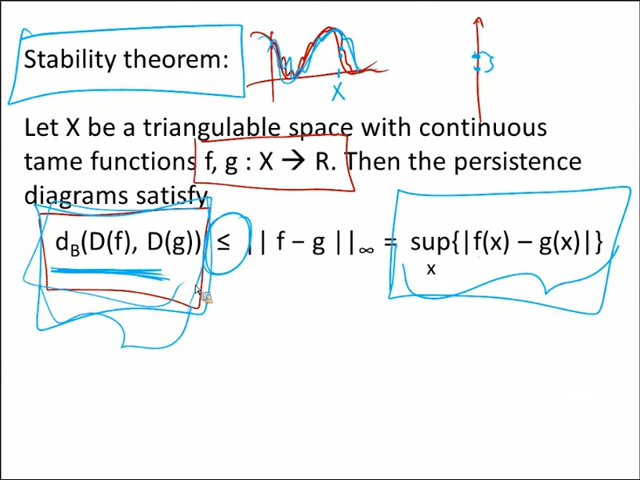 Stability theorem:
x
Let X be a triangulable space with continuous
tame functions f, g : X → R. Then the persistence
diagrams satisfy
d_B(D(f), D(g)) ≤ || f − g ||_∞ = sup{|f(x) − g(x)|}
x